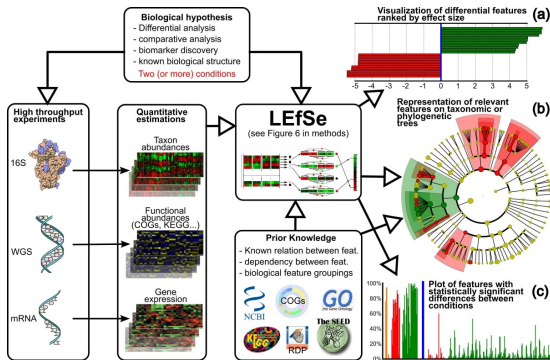 Biological hypothesis
- Differential analysis
- comparative analysis
- biomarker discovery
- known biological structure
Two (or more) conditions
(a)
Visualization of differential features
ranked by effect size
-5 -4 -3 -2 -1 0 1 2 3 4 5
High throughput
experiments
16S
WGS
mRNA
Quantitative
estimations
Taxon
abundances
Functional
abundances
(COGs, KEGG...)
Gene
expression
LEfSe
(see Figure 6 in methods)
Representation of relevant
features on taxonomic or
phylogenetic
trees
(b)
Prior Knowledge
- Known relation between feat.
- dependency between feat.
- biological feature groupings
NCBI
COGs
GO
the Gene Ontology
KEGG
RDP
The SEED
(c)
Plot of features with
statistically significant
differences between
conditions
100%
80%
60%
40%
20%
0